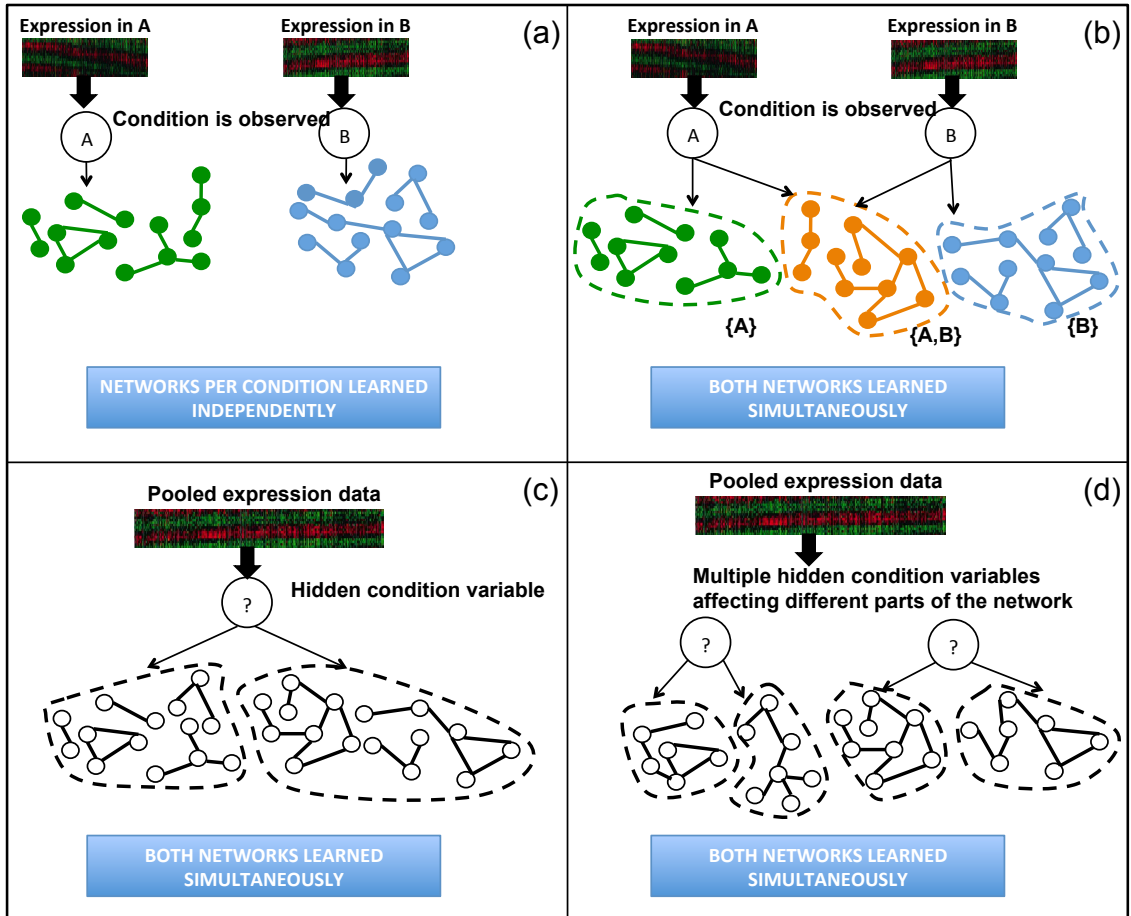 Expression in A
Expression in B
(a)
Condition is observed
A
B
NETWORKS PER CONDITION LEARNED
INDEPENDENTLY
Expression in A
Expression in B
(b)
Condition is observed
A
B
{A}
{A,B}
{B}
BOTH NETWORKS LEARNED
SIMULTANEOUSLY
(c)
Pooled expression data
Hidden condition variable
?
BOTH NETWORKS LEARNED
SIMULTANEOUSLY
Pooled expression data
(d)
Multiple hidden condition variables
affecting different parts of the network
?
?
BOTH NETWORKS LEARNED
SIMULTANEOUSLY